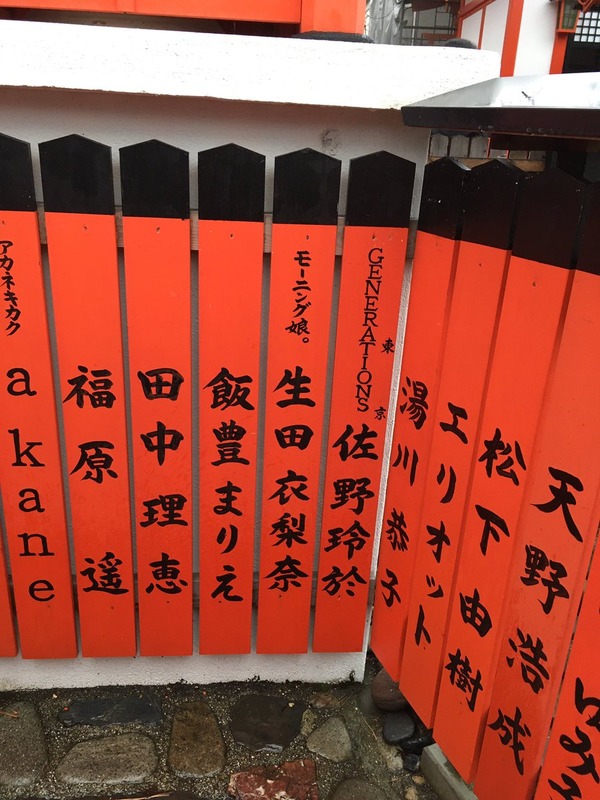 ゆみ
天野浩成
松下由樹
エリオット
湯川恭子
東京
GENERATIONS
佐野玲於
モーニング娘。
生田衣梨奈
飯豊まりえ
田中理恵
福原遥
アカネキカク
akane